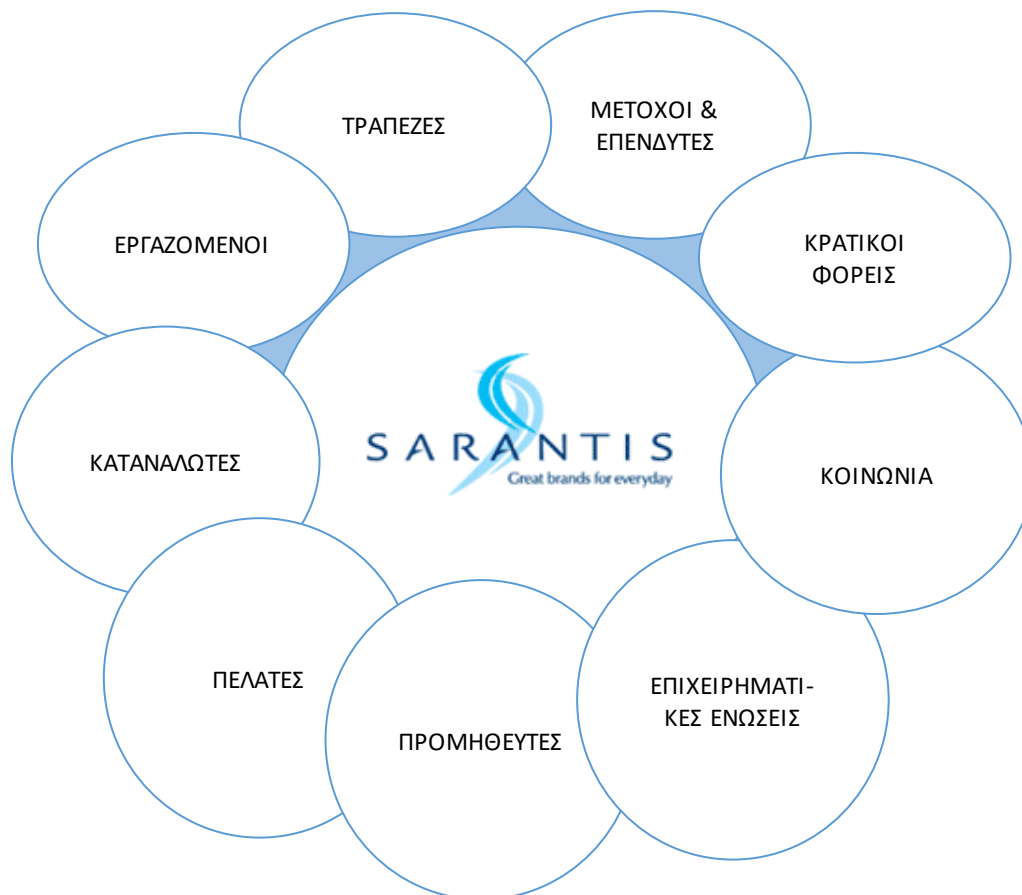 ΤΡΑΠΕΖΕΣ
ΜΕΤΟΧΟΙ &
ΕΠΕΝΔΥΤΕΣ
ΕΡΓΑΖΟΜΕΝΟΙ
ΚΡΑΤΙΚΟΙ
ΦΟΡΕΙΣ
SARANTIS
Great brands for everyday
ΚΑΤΑΝΑΛΩΤΕΣ
ΚΟΙΝΩΝΙΑ
ΠΕΛΑΤΕΣ
ΕΠΙΧΕΙΡΗΜΑΤΙ-
ΚΕΣ ΕΝΩΣΕΙΣ
ΠΡΟΜΗΘΕΥΤΕΣ